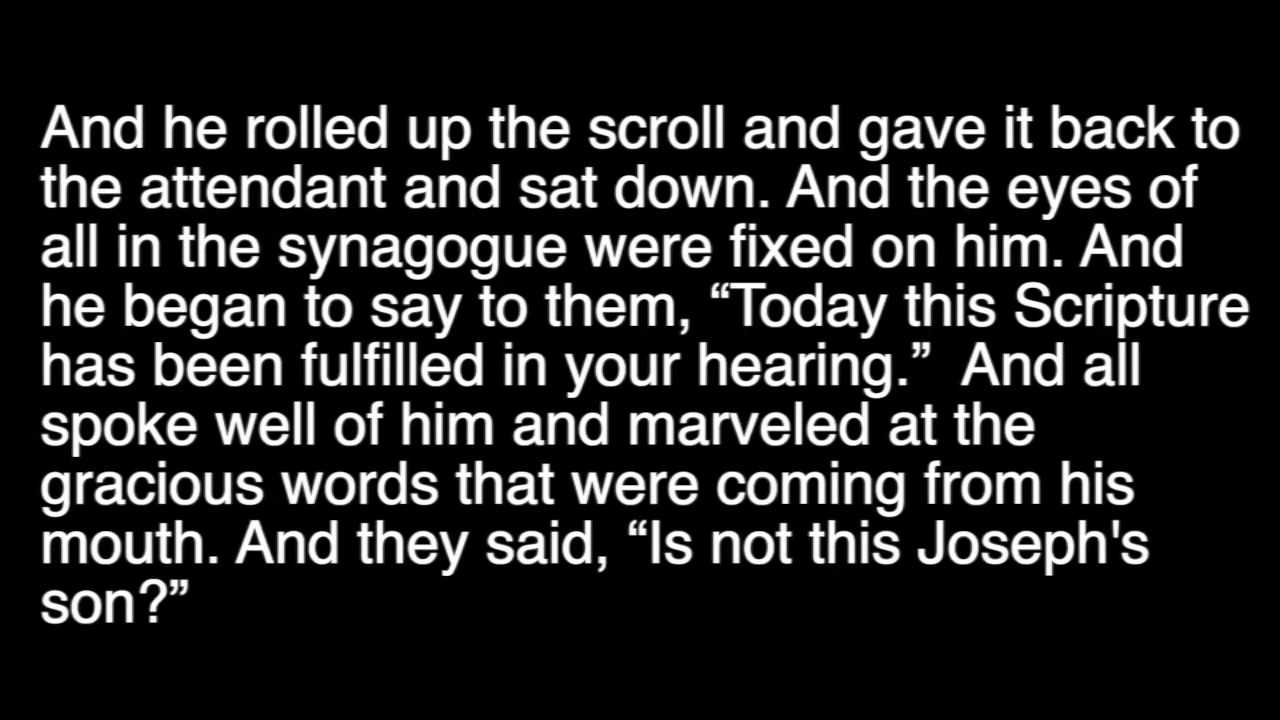 And he rolled up the scroll and gave it back to
the attendant and sat down. And the eyes of
all in the synagogue were fixed on him. And
he began to say to them, “Today this Scripture
has been fulfilled in your hearing.”  And all
spoke well of him and marveled at the
gracious words that were coming from his
mouth. And they said, “Is not this Joseph's
son?”